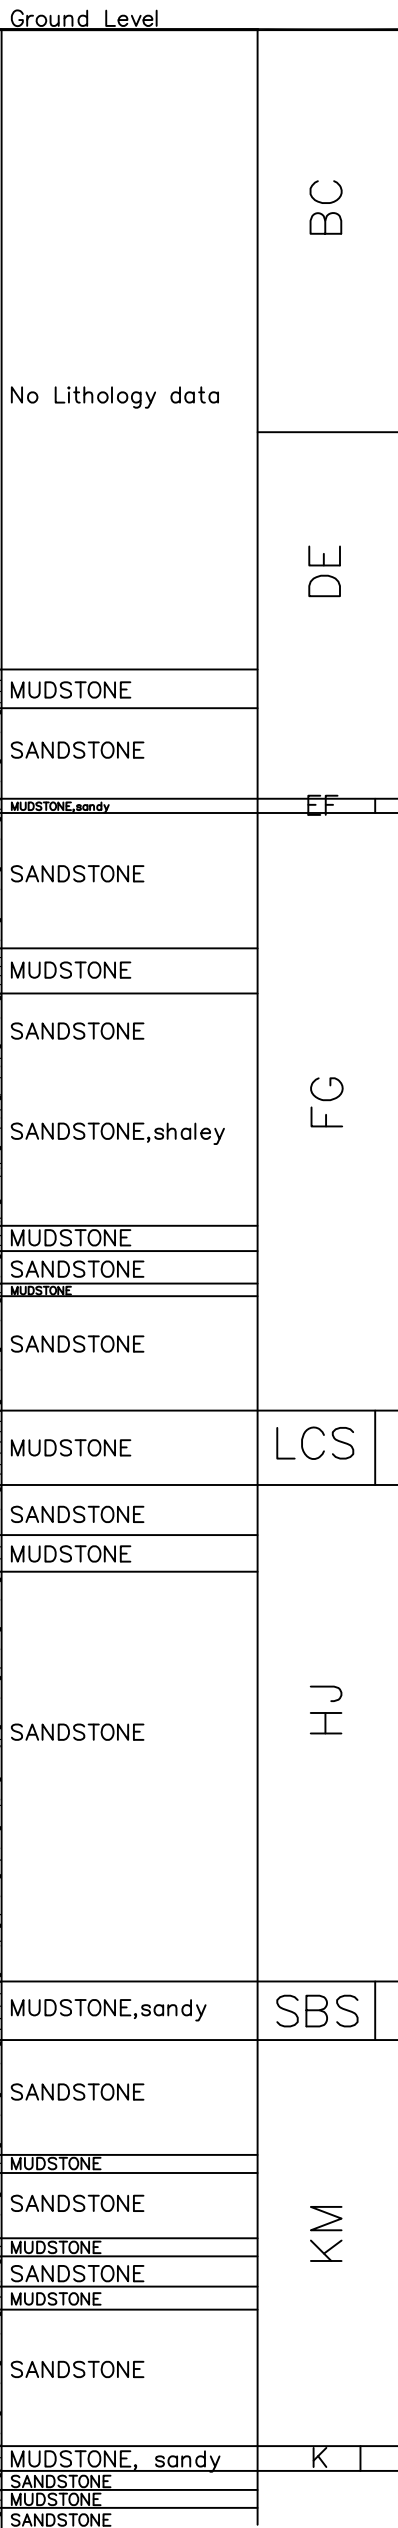 Ground Level
BC
No Lithology data
DE
MUDSTONE
SANDSTONE
MUDSTONE,sandy EF
SANDSTONE
MUDSTONE
SANDSTONE
FG
SANDSTONE,shaley
MUDSTONE
SANDSTONE
MUDSTONE
SANDSTONE
MUDSTONE LCS
SANDSTONE
MUDSTONE
HJ
SANDSTONE
MUDSTONE,sandy SBS
SANDSTONE
MUDSTONE
SANDSTONE
KM
MUDSTONE
SANDSTONE
MUDSTONE
SANDSTONE
MUDSTONE, sandy K
SANDSTONE
MUDSTONE
SANDSTONE